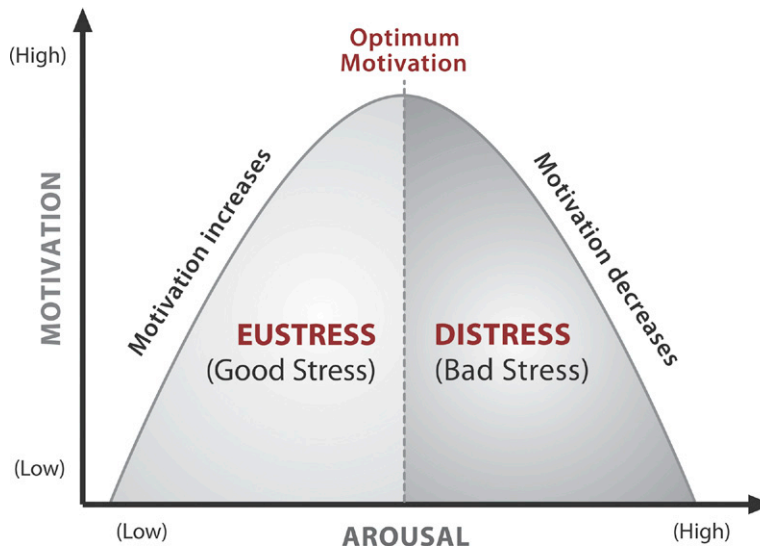 Optimum
Motivation
(High)
MOTIVATION
(Low)
Motivation increases
Motivation decreases
EUSTRESS
(Good Stress)
DISTRESS
(Bad Stress)
(Low)
AROUSAL
(High)